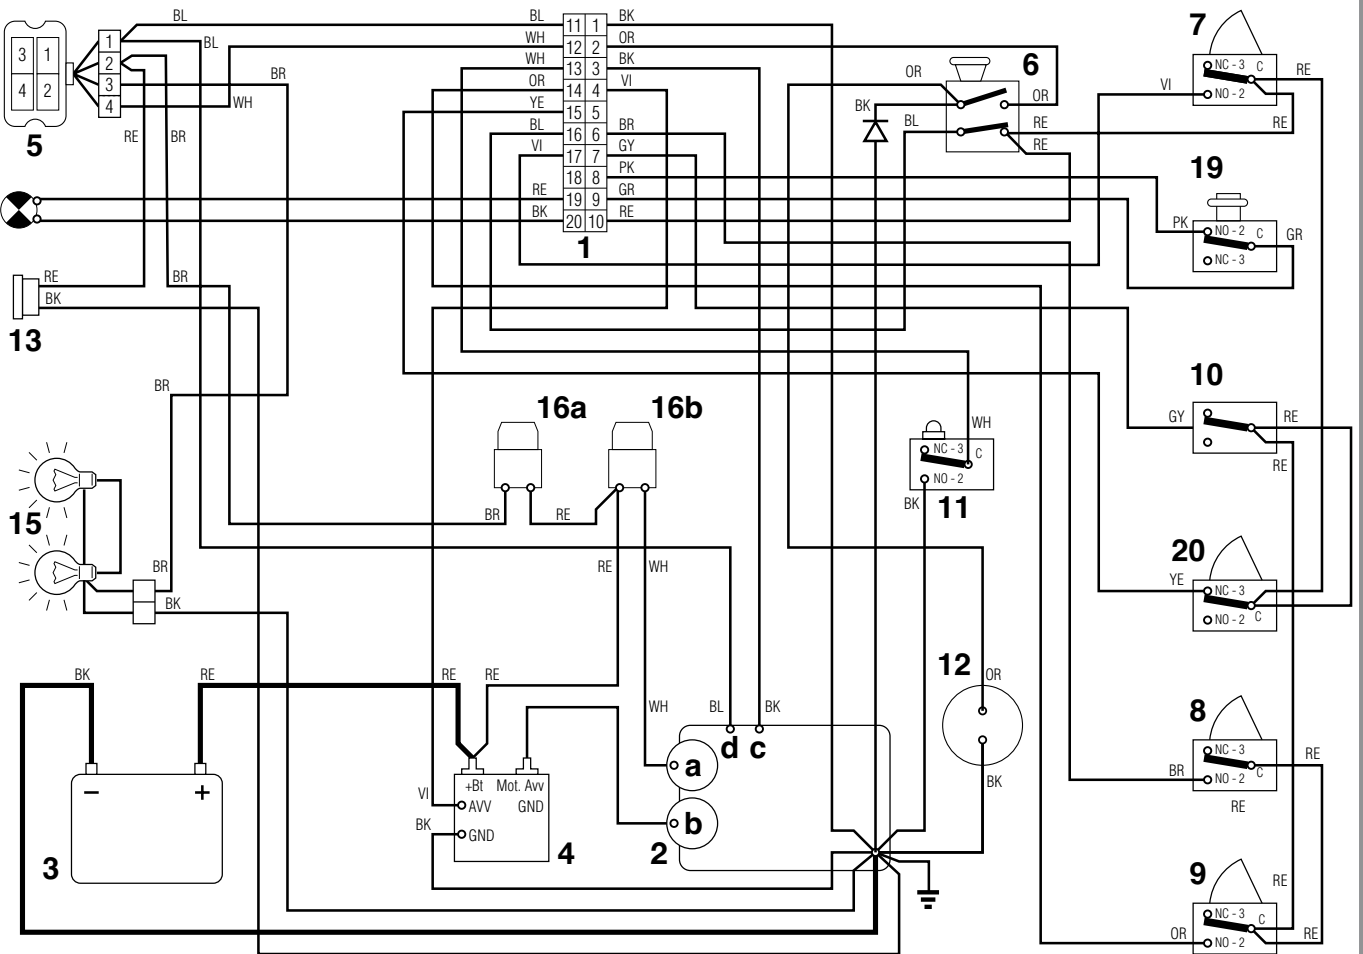 BL
BL
BK
7
WH
OR
5
3 1
4 2
1
2
3
4
BL
WH
BK
OR
VI
YE
BL
BR
VI
GY
PK
RE
GR
BK
RE
11 1
12 2
13 3
14 4
15 5
16 6
17 7
18 8
19 9
20 10
1
BR
WH
RE
BR
OR
6
BK
OR
BL
RE
RE
NC - 3 C
NO - 2
VI
RE
RE
19
PK
NO - 2 C
NC - 3
GR
RE
BK
BR
13
10
GY
RE
RE
BR
16a
16b
BR
RE
RE
WH
WH
NC - 3 C
NO - 2
BK
11
15
BR
BK
20
YE
NC - 3
NO - 2 C
BK
RE
RE
RE
WH
BL
BK
d c
a
b
2
12
OR
BK
8
NC - 3
NO - 2 C
BR
RE
RE
− +
3
+Bt Mot. Avv
AVV GND
GND
VI
BK
4
9
RE
NC - 3 C
NO - 2
OR
RE